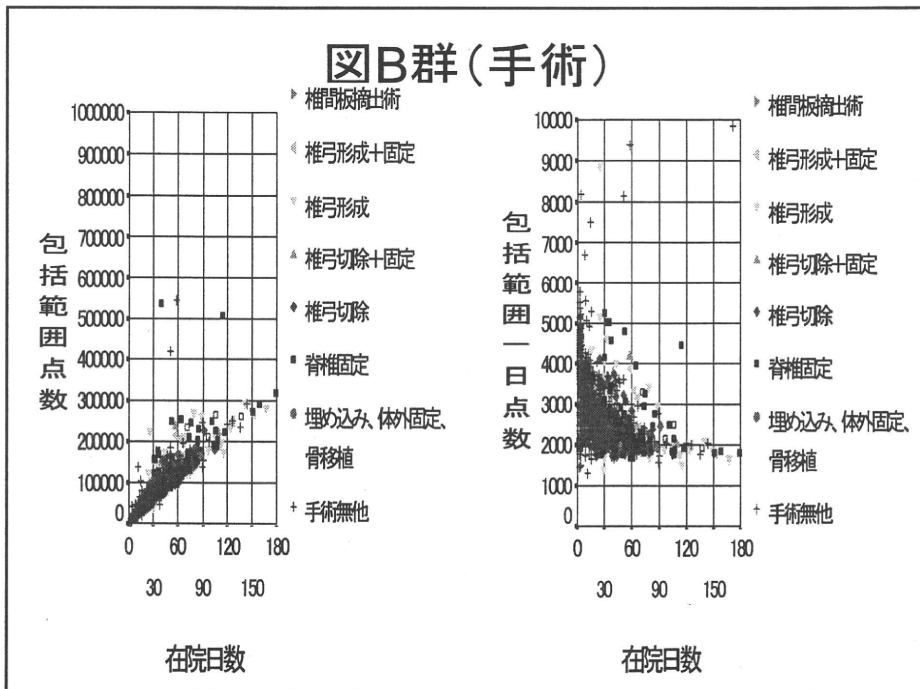 図B群(手術)
包括範囲点数
1000000
900000
800000
700000
600000
500000
400000
300000
200000
100000
0
0
60
120
180
30
90
150
在院日数
椎間板摘出術
椎弓形成+固定
椎弓形成
椎弓切除+固定
椎弓切除
脊椎固定
埋め込み、体外固定、
骨移植
手術無他
包括範囲一日点数
10000
9000
8000
7000
6000
5000
4000
3000
2000
1000
0
0
60
120
180
30
90
150
在院日数
椎間板摘出術
椎弓形成+固定
椎弓形成
椎弓切除+固定
椎弓切除
脊椎固定
埋め込み、体外固定、
骨移植
手術無他